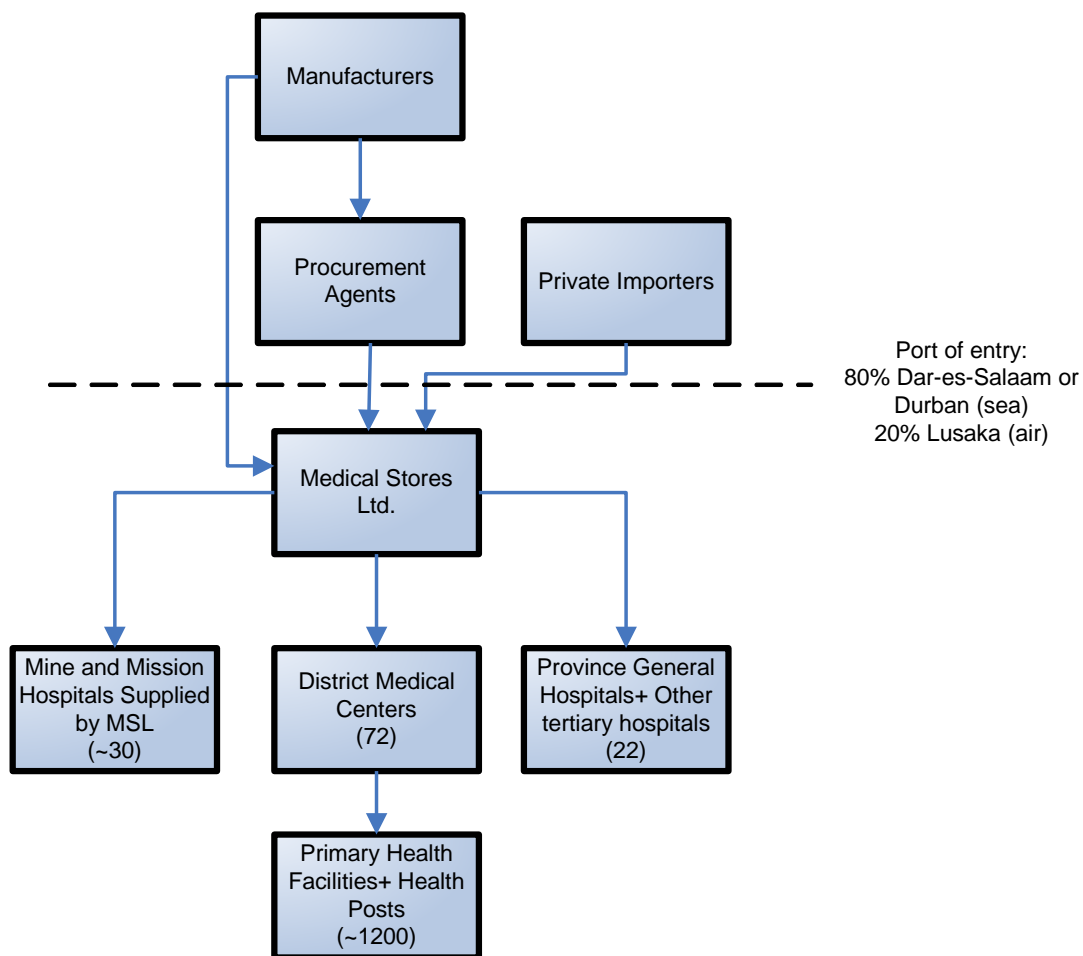 Manufacturers
Procurement
Agents
Private Importers
Port of entry:
80% Dar-es-Salaam or
Durban (sea)
20% Lusaka (air)
Medical Stores
Ltd.
Mine and Mission
Hospitals Supplied
by MSL
(~30)
District Medical
Centers
(72)
Province General
Hospitals+ Other
tertiary hospitals
(22)
Primary Health
Facilities+ Health
Posts
(~1200)